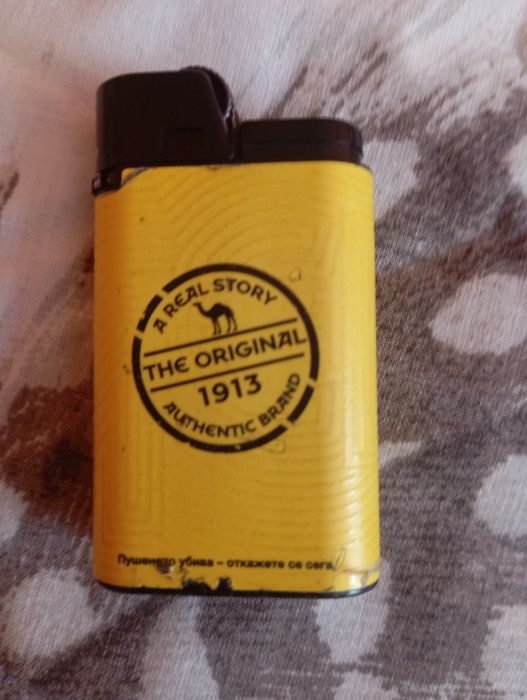 A REAL STORY
THE ORIGINAL
1913
AUTHENTIC BRAND
Пушенето убива – откажете се сега